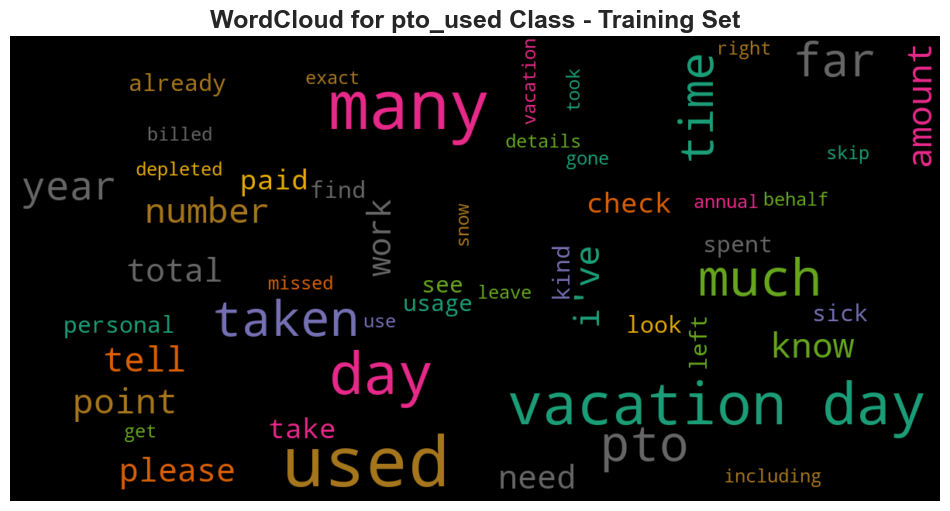 WordCloud for pto_used Class - Training Set
already
exact
many
vacation
took
time
right
far
amount
billed
details
gone
skip
depleted
paid
find
year
number
work
snow
check
annual
behalf
total
missed
see
usage
leave
kind
i've
spent
much
personal
taken
use
look
left
sick
know
tell
day
point
get
take
vacation day
please
used
need
pto
including